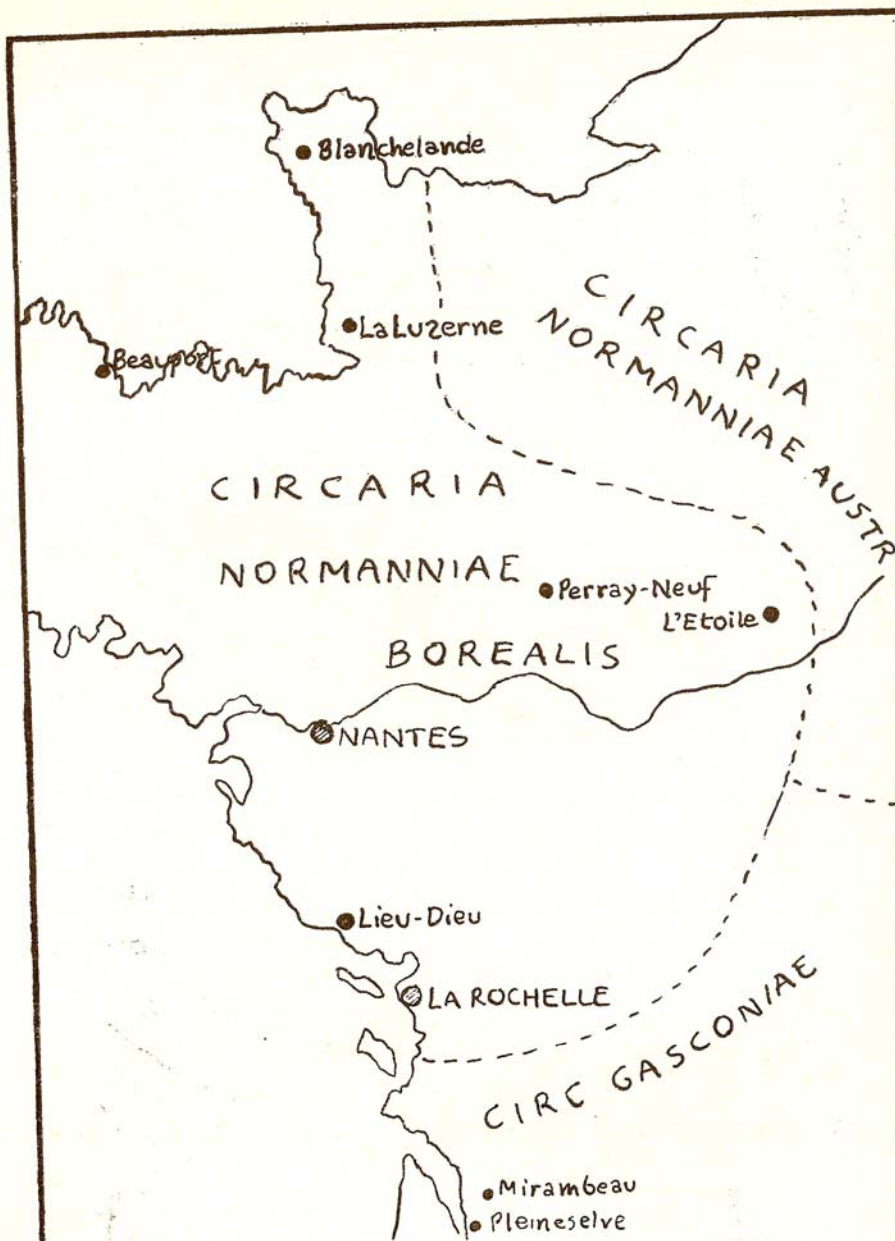 Blanchelande
La Luzerne
Beauport
CIRCARIA
NORMANNIAE AUSTR
CIRCARIA
NORMANNIAE
BOREALIS
Perray-Neuf
L'Etoile
NANTES
Lieu-Dieu
LA ROCHELLE
CIRC GASCONIAE
Mirambeau
Pleineselve